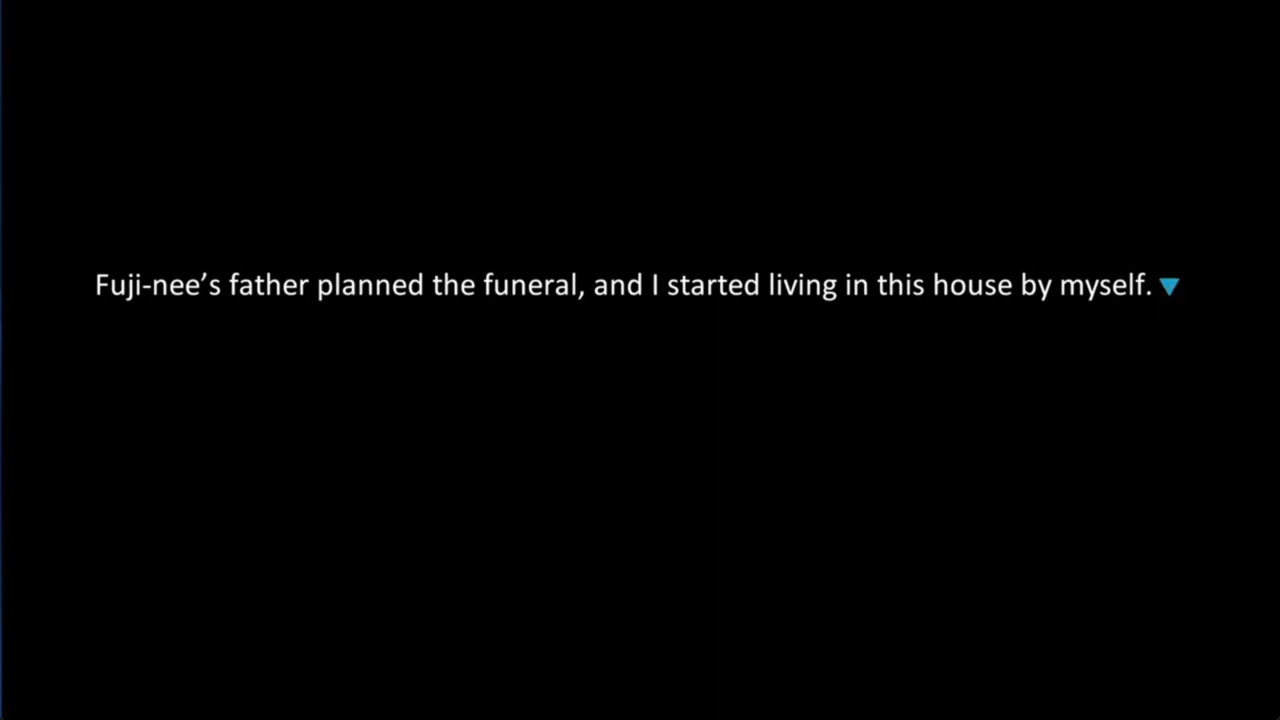 Fuji-nee’s father planned the funeral, and I started living in this house by myself.